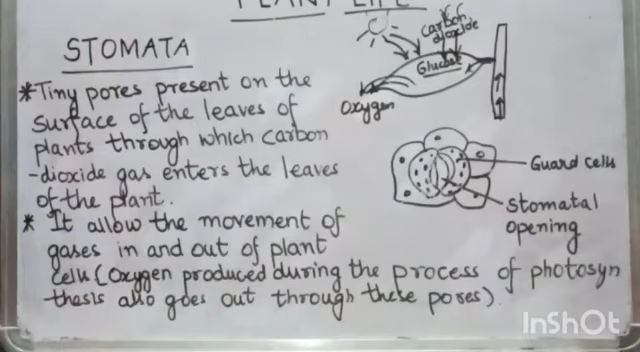 PLANT LIFE
STOMATA
* Tiny pores present on the
surface of the leaves of
plants through which carbon
-dioxide gas enters the leaves
of the plant.
* It allow the movement of
gases in and out of plant
cells (Oxygen produced during the process of photosyn
thesis also goes out through these pores).
Carbon
dioxide
Glucose
Oxygen
Guard cells
Stomatal
opening
InShOt